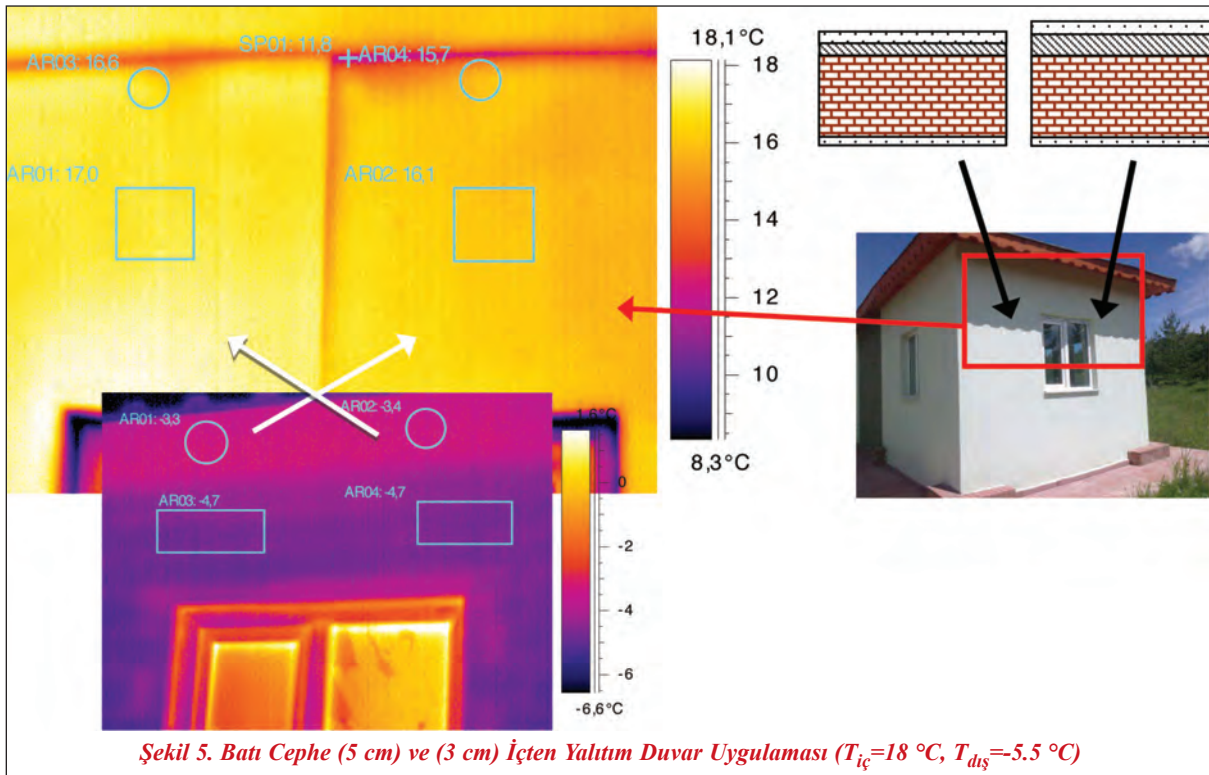 SP01: 11,8
AR03: 16,6
AR04: 15,7
AR01: 17,0
AR02: 16,1
18,1°C
18
16
14
12
10
8,3°C
AR01: -3,3
AR02: -3,4
AR03: -4,7
AR04: -4,7
1,6°C
0
-2
-4
-6
-6,6°C
Şekil 5. Batı Cephe (5 cm) ve (3 cm) İçten Yalıtım Duvar Uygulaması (Tiç=18 °C, Tdış=-5.5 °C)